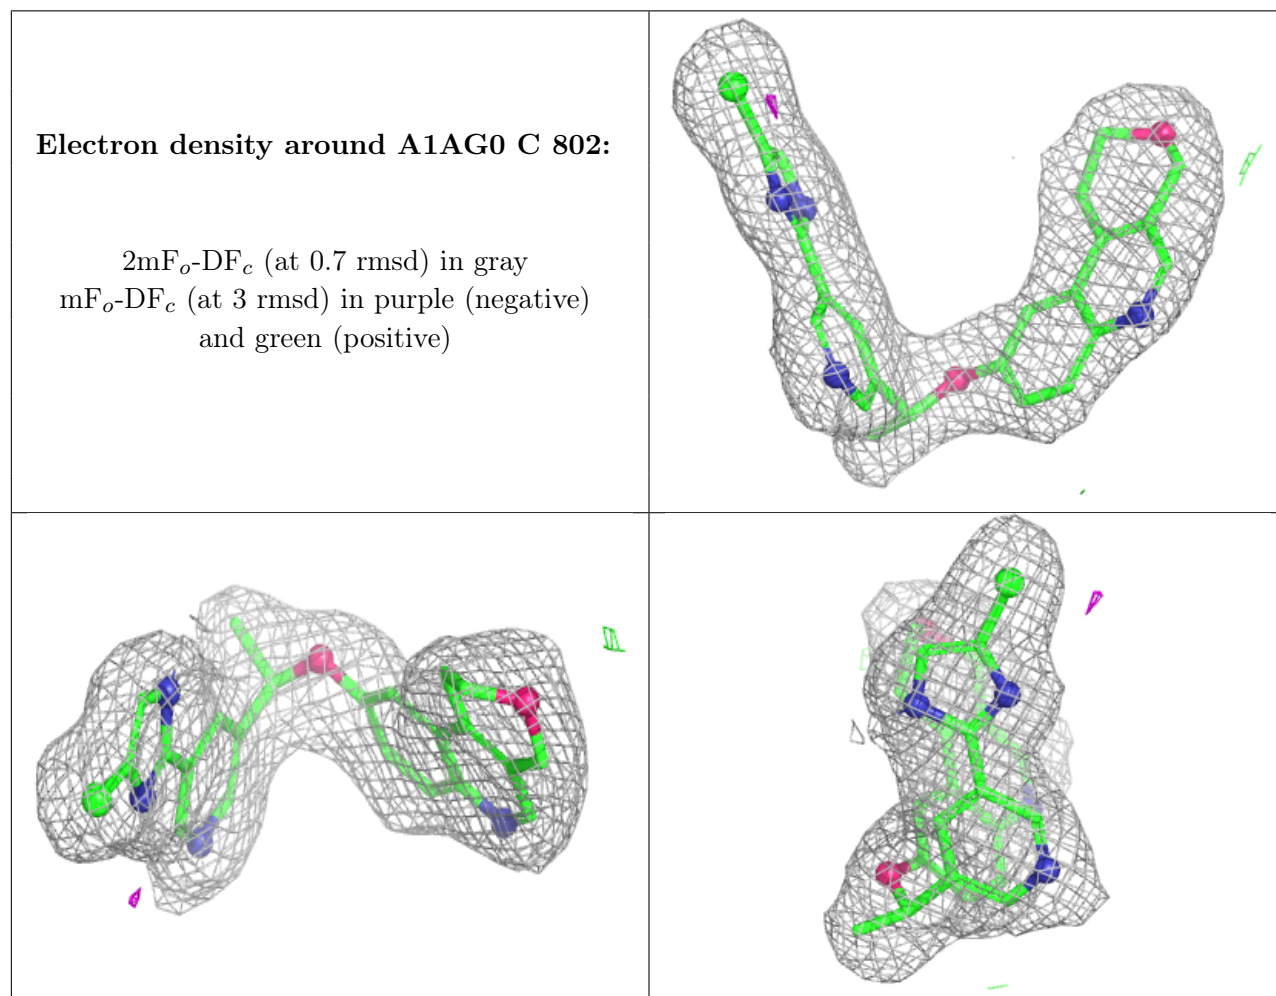 Electron density around A1AG0 C 802:
2mFo-DFc (at 0.7 rmsd) in gray
mFo-DFc (at 3 rmsd) in purple (negative)
and green (positive)